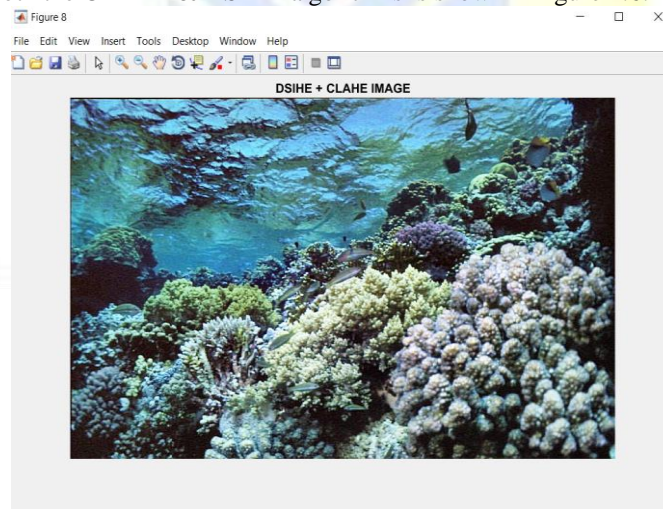 Figure 8
File Edit View Insert Tools Desktop Window Help
DSIHE + CLAHE IMAGE